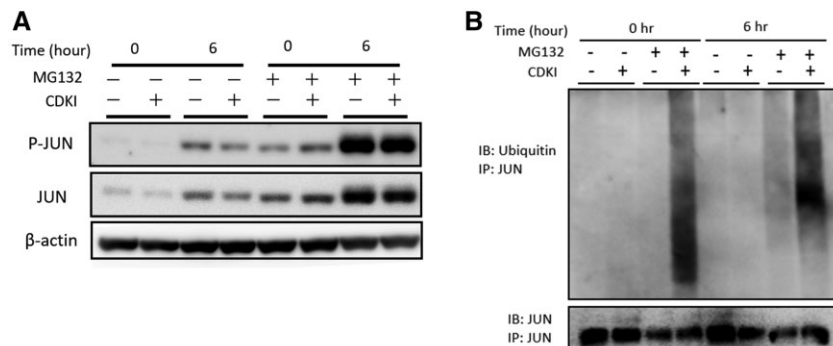 A
Time (hour) 0 6 0 6
MG132 – – – – + + + +
CDKI – + – + – + – +
P-JUN
JUN
β-actin
B
Time (hour) 0 hr 6 hr
MG132 - - + + - - + +
CDKI - + - + - + - +
IB: Ubiquitin
IP: JUN
IB: JUN
IP: JUN